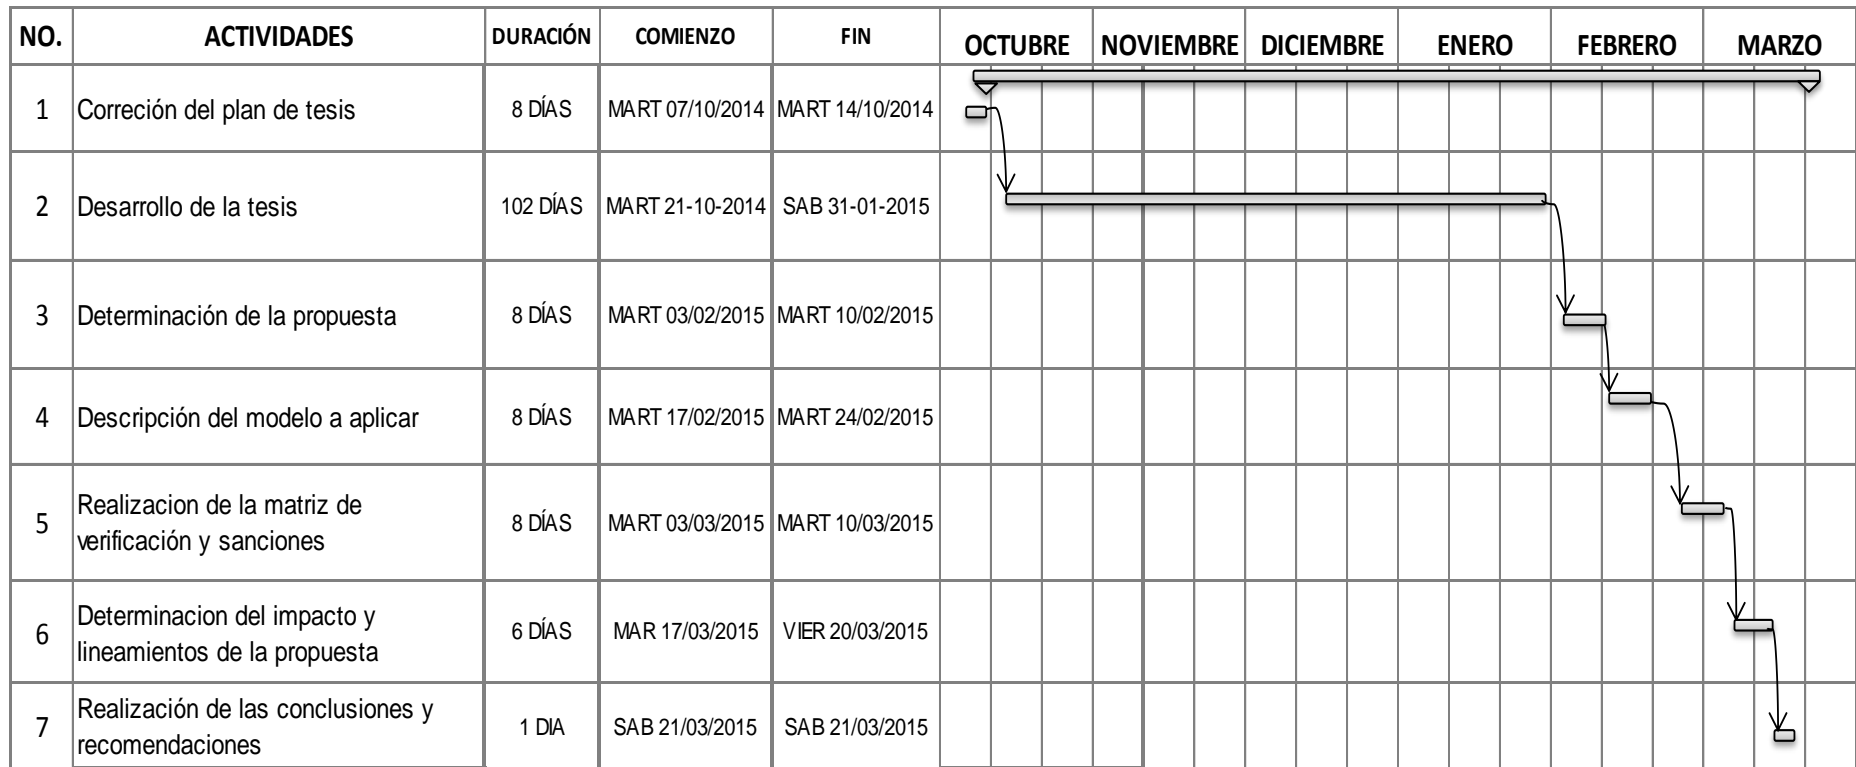 NO. ACTIVIDADES DURACIÓN COMIENZO FIN OCTUBRE NOVIEMBRE DICIEMBRE ENERO FEBRERO MARZO
1 Correción del plan de tesis 8 DÍAS MART 07/10/2014 MART 14/10/2014
2 Desarrollo de la tesis 102 DÍAS MART 21-10-2014 SAB 31-01-2015
3 Determinación de la propuesta 8 DÍAS MART 03/02/2015 MART 10/02/2015
4 Descripción del modelo a aplicar 8 DÍAS MART 17/02/2015 MART 24/02/2015
5 Realizacion de la matriz de
verificación y sanciones 8 DÍAS MART 03/03/2015 MART 10/03/2015
6 Determinacion del impacto y
lineamientos de la propuesta 6 DÍAS MAR 17/03/2015 VIER 20/03/2015
7 Realización de las conclusiones y
recomendaciones 1 DIA SAB 21/03/2015 SAB 21/03/2015